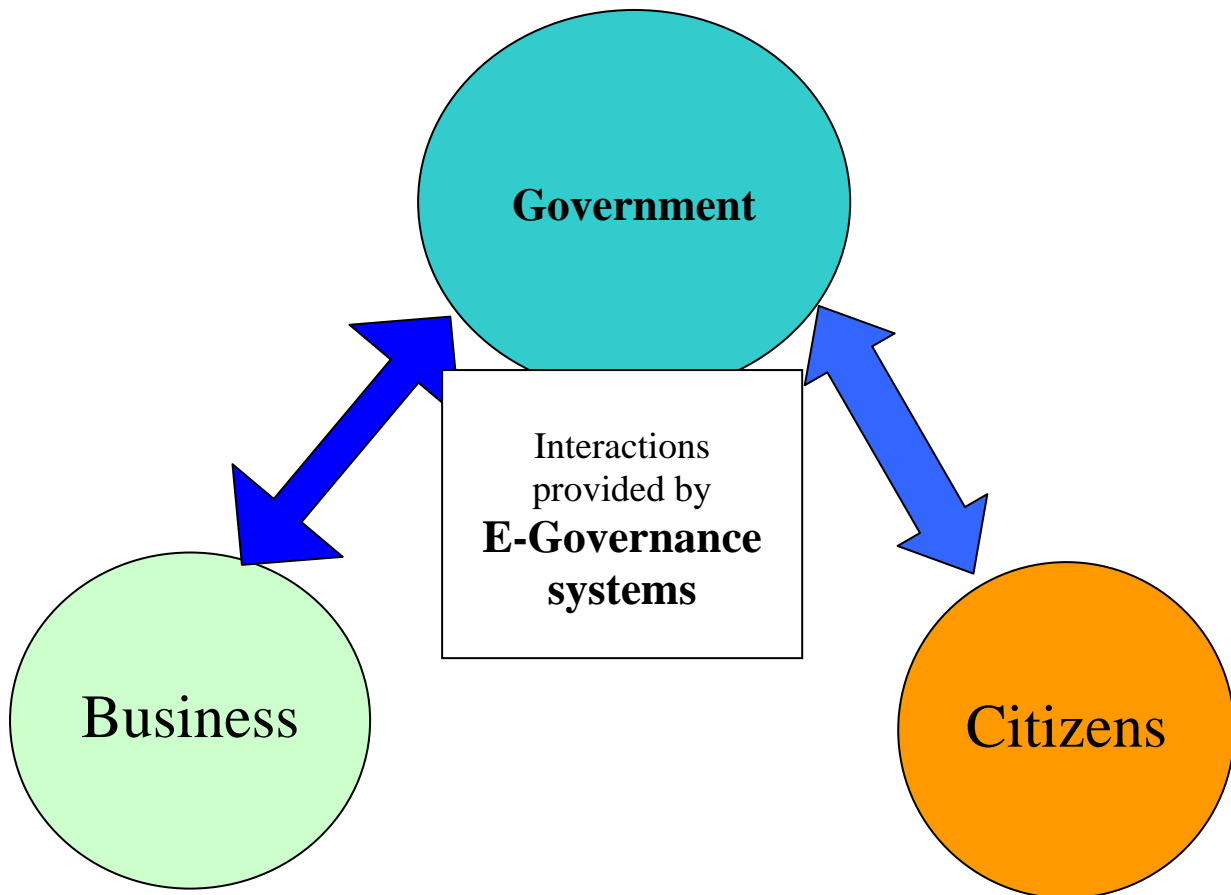 Government
Interactions
provided by
E-Governance
systems
Business
Citizens